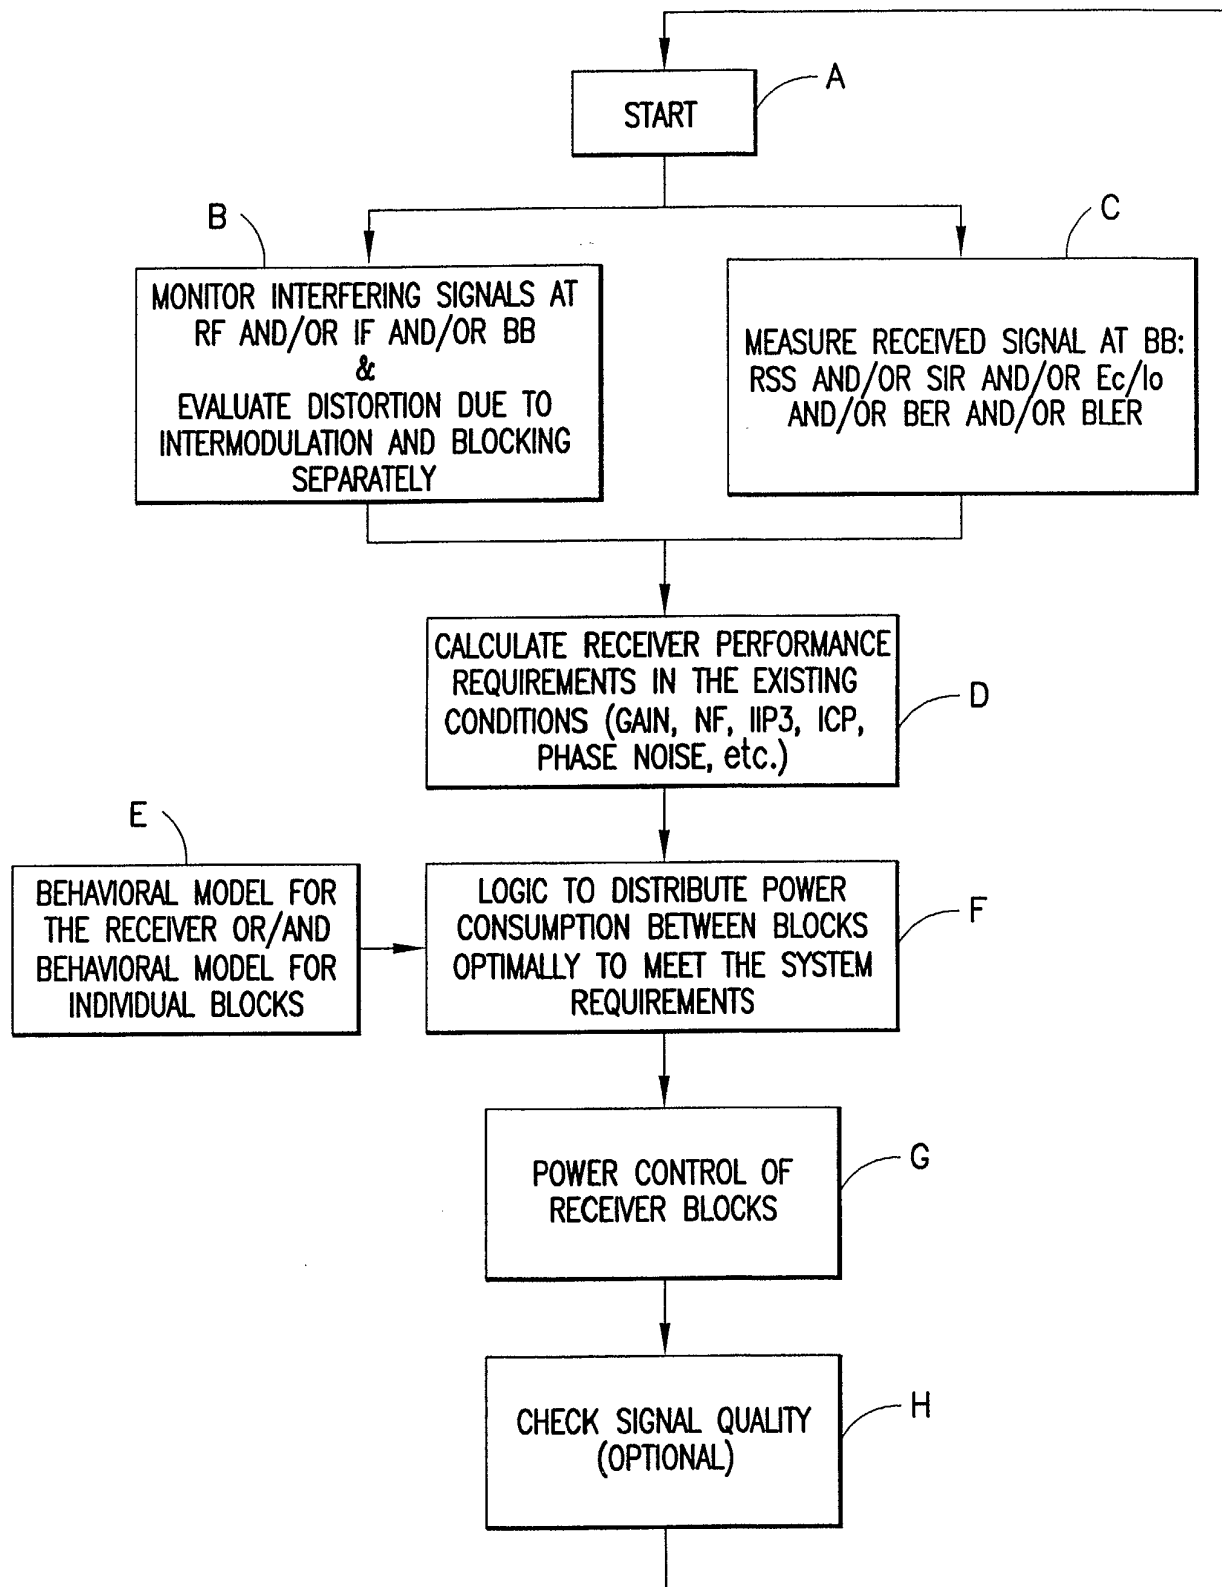 A
START
B
MONITOR INTERFERING SIGNALS AT
RF AND/OR IF AND/OR BB
&
EVALUATE DISTORTION DUE TO
INTERMODULATION AND BLOCKING
SEPARATELY
C
MEASURE RECEIVED SIGNAL AT BB:
RSS AND/OR SIR AND/OR Ec/Io
AND/OR BER AND/OR BLER
CALCULATE RECEIVER PERFORMANCE
REQUIREMENTS IN THE EXISTING
CONDITIONS (GAIN, NF, IIP3, ICP,
PHASE NOISE, etc.)
D
E
BEHAVIORAL MODEL FOR
THE RECEIVER OR/AND
BEHAVIORAL MODEL FOR
INDIVIDUAL BLOCKS
LOGIC TO DISTRIBUTE POWER
CONSUMPTION BETWEEN BLOCKS
OPTIMALLY TO MEET THE SYSTEM
REQUIREMENTS
F
POWER CONTROL OF
RECEIVER BLOCKS
G
CHECK SIGNAL QUALITY
(OPTIONAL)
H